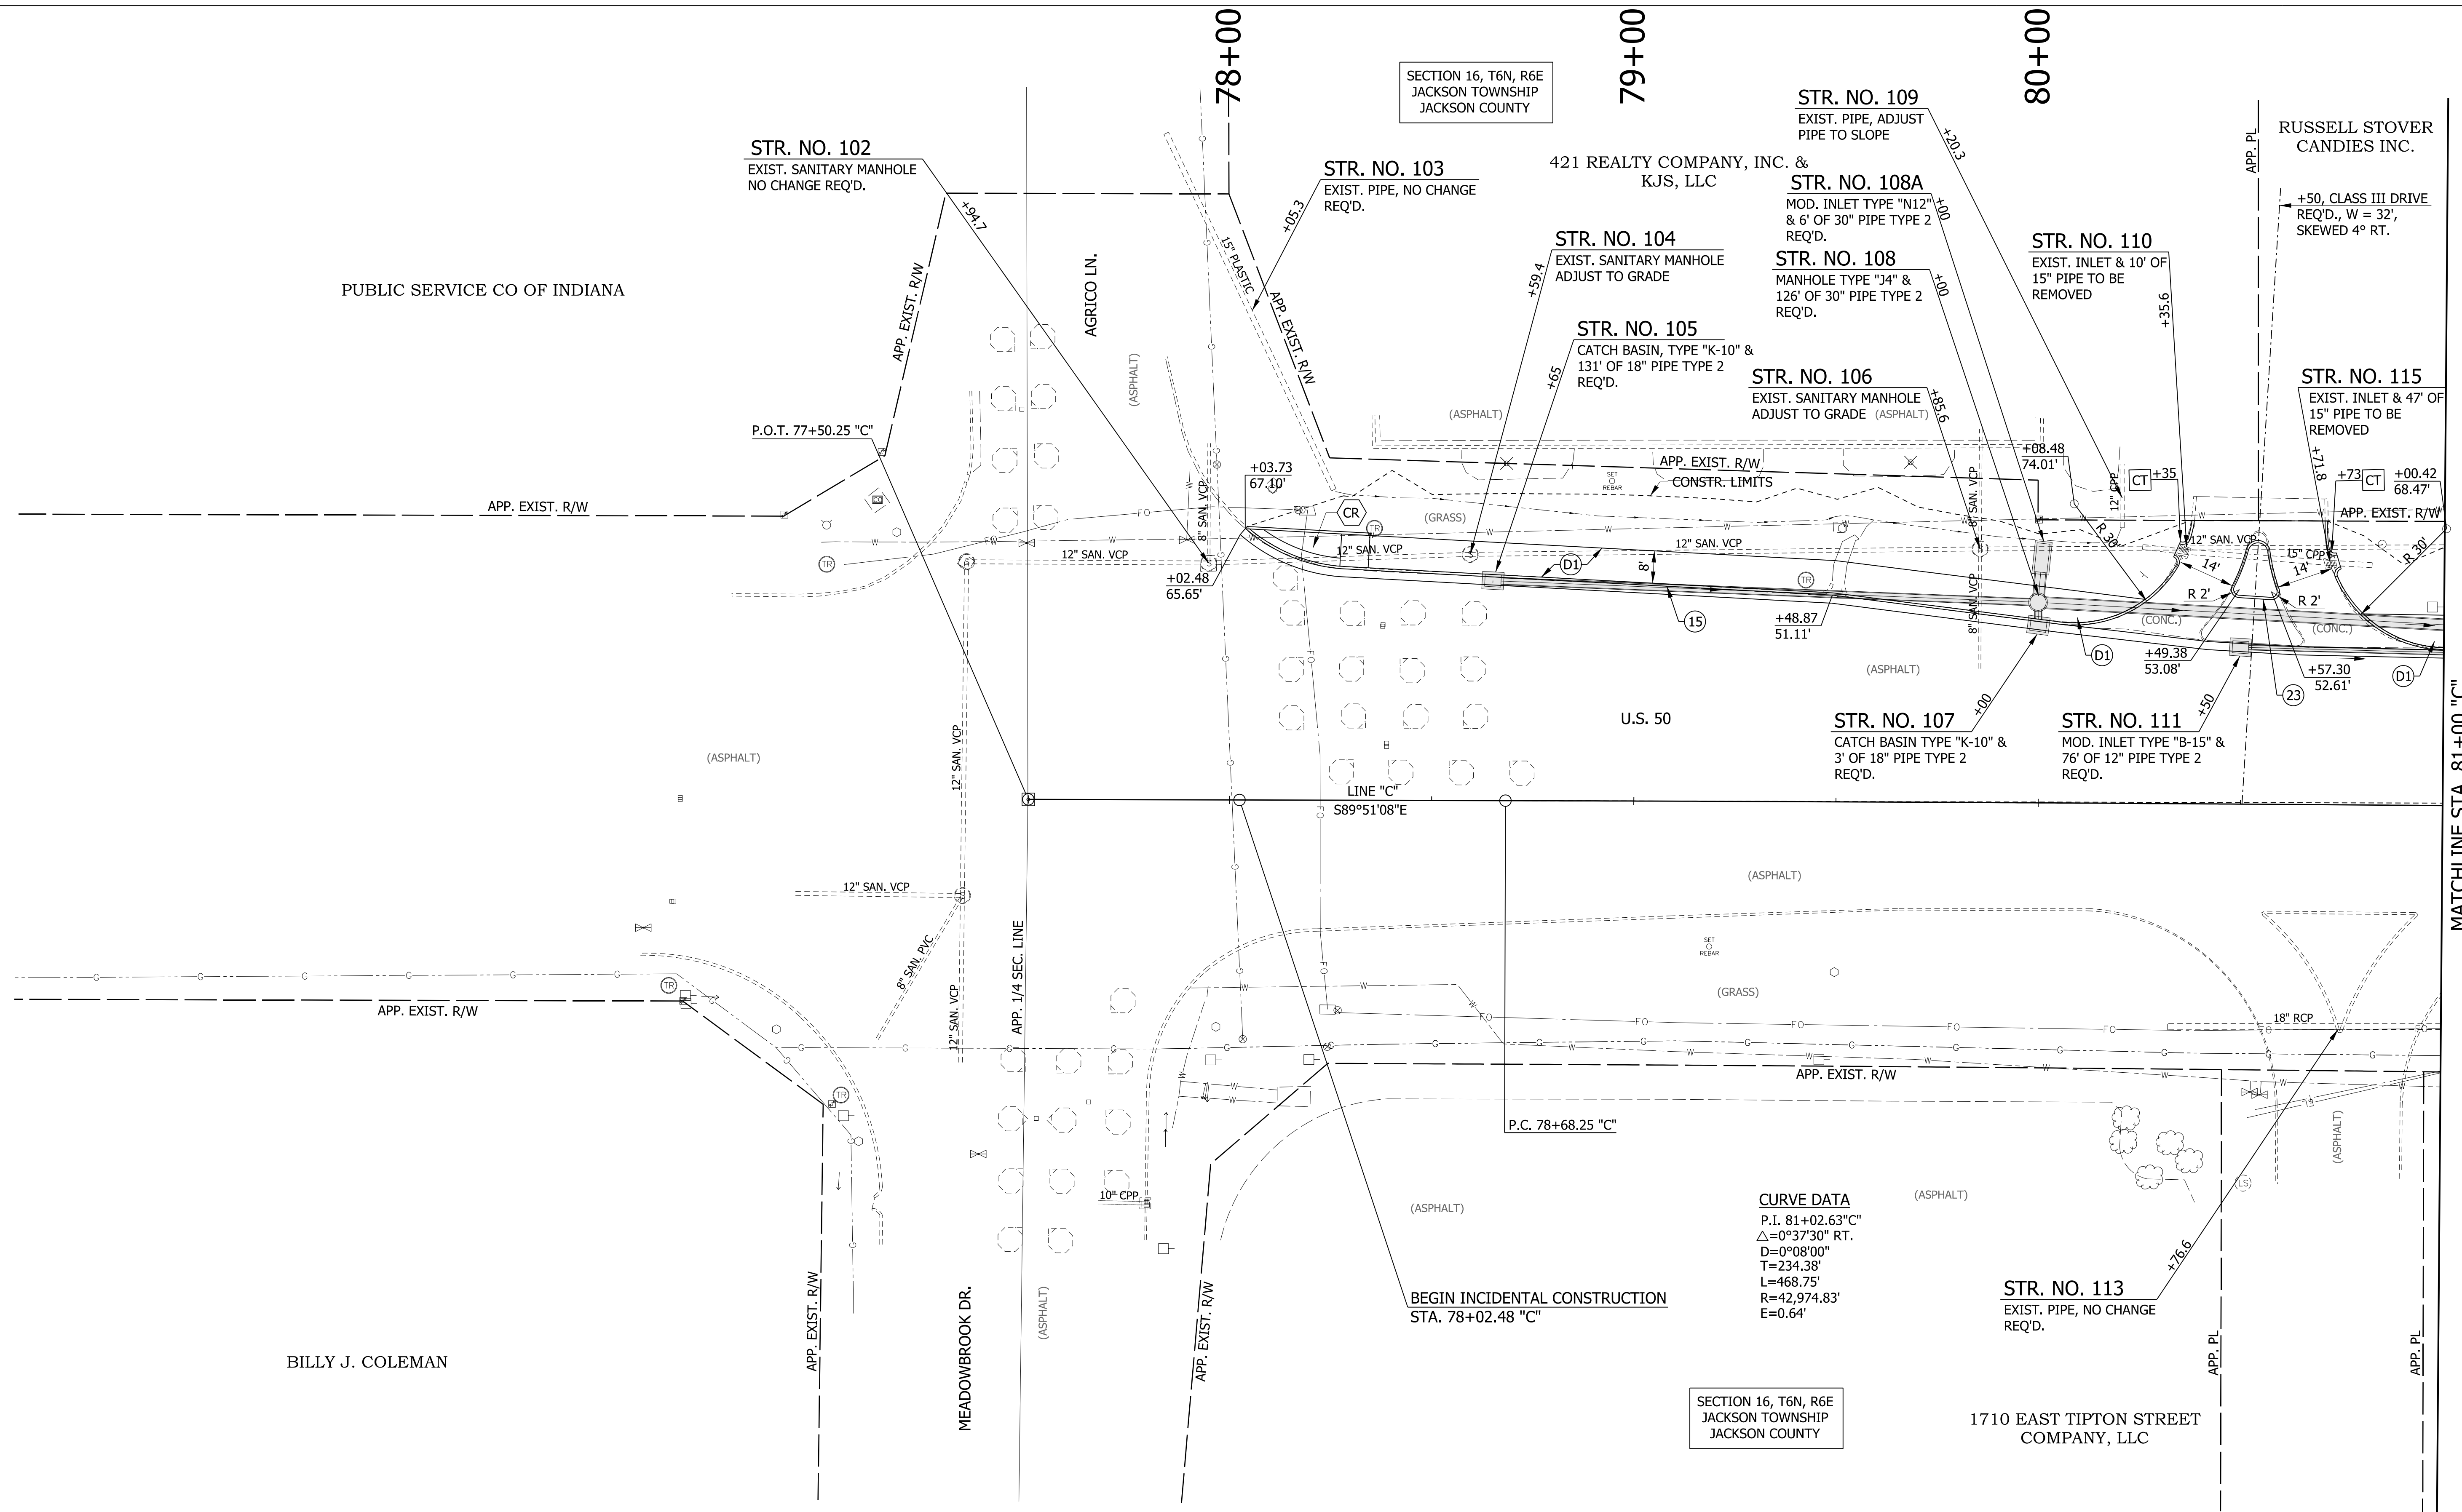 78+00
79+00
80+00
SECTION 16, T6N, R6E
JACKSON TOWNSHIP
JACKSON COUNTY
STR. NO. 102
EXIST. SANITARY MANHOLE
NO CHANGE REQ'D.
+94.7
STR. NO. 103
EXIST. PIPE, NO CHANGE
REQ'D.
+05.3
15" PLASTIC
421 REALTY COMPANY, INC. &
KJS, LLC
STR. NO. 109
EXIST. PIPE, ADJUST
PIPE TO SLOPE
+20.3
STR. NO. 108A
MOD. INLET TYPE "N12"
& 6' OF 30" PIPE TYPE 2
REQ'D.
+00
STR. NO. 108
MANHOLE TYPE "J4" &
126' OF 30" PIPE TYPE 2
REQ'D.
+00
RUSSELL STOVER
CANDIES INC.
APP. PL
+50, CLASS III DRIVE
REQ'D., W = 32',
SKEWED 4° RT.
STR. NO. 104
EXIST. SANITARY MANHOLE
ADJUST TO GRADE
+59.4
STR. NO. 105
CATCH BASIN, TYPE "K-10" &
131' OF 18" PIPE TYPE 2
REQ'D.
+65
STR. NO. 106
EXIST. SANITARY MANHOLE
ADJUST TO GRADE
+85.6
(ASPHALT)
(ASPHALT)
STR. NO. 110
EXIST. INLET & 10' OF
15" PIPE TO BE
REMOVED
+35.6
STR. NO. 115
EXIST. INLET & 47' OF
15" PIPE TO BE
REMOVED
+71.8
PUBLIC SERVICE CO OF INDIANA
AGRICO LN.
(ASPHALT)
APP. EXIST. R/W
APP. EXIST. R/W
P.O.T. 77+50.25 "C"
APP. EXIST. R/W
+03.73
67.10'
APP. EXIST. R/W
CONSTR. LIMITS
SET
REBAR
+08.48
74.01'
CT
+35
+73
CT
+00.42
68.47'
APP. EXIST. R/W
CR
(GRASS)
TR
TR
TR
FO
W
G
S
8" SAN. VCP
12" SAN. VCP
12" SAN. VCP
12" SAN. VCP
12" SAN. VCP
8" SAN. VCP
8" SAN. VCP
12" CPP
15" CPP
R 30'
R 30'
14'
14'
R 2'
R 2'
D1
8'
15
+02.48
65.65'
+48.87
51.11'
(CONC.)
(CONC.)
D1
+49.38
53.08'
+57.30
52.61'
23
D1
(ASPHALT)
STR. NO. 107
CATCH BASIN TYPE "K-10" &
3' OF 18" PIPE TYPE 2
REQ'D.
+00
STR. NO. 111
MOD. INLET TYPE "B-15" &
76' OF 12" PIPE TYPE 2
REQ'D.
+50
U.S. 50
(ASPHALT)
12" SAN. VCP
LINE "C"
S89°51'08"E
MATCHLINE STA. 81+00 "C"
12" SAN. VCP
8" SAN. PVC
12" SAN. VCP
APP. 1/4 SEC. LINE
(ASPHALT)
SET
REBAR
(GRASS)
18" RCP
APP. EXIST. R/W
TR
TR
APP. EXIST. R/W
P.C. 78+68.25 "C"
10" CPP
(ASPHALT)
(ASPHALT)
(ASPHALT)
LS
CURVE DATA
P.I. 81+02.63"C"
△=0°37'30" RT.
D=0°08'00"
T=234.38'
L=468.75'
R=42,974.83'
E=0.64'
STR. NO. 113
EXIST. PIPE, NO CHANGE
REQ'D.
+76.6
BEGIN INCIDENTAL CONSTRUCTION
STA. 78+02.48 "C"
APP. EXIST. R/W
MEADOWBROOK DR.
(ASPHALT)
APP. EXIST. R/W
APP. PL
APP. PL
BILLY J. COLEMAN
SECTION 16, T6N, R6E
JACKSON TOWNSHIP
JACKSON COUNTY
1710 EAST TIPTON STREET
COMPANY, LLC